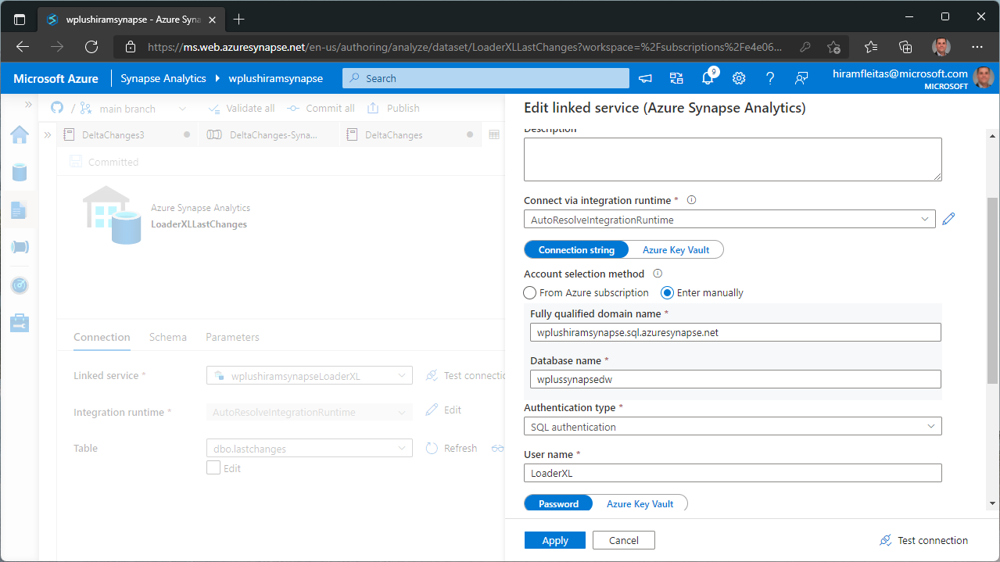 wplushiramsynapse - Azure Syna
https://ms.web.azuresynapse.net/en-us/authoring/analyze/dataset/LoaderXLLastChanges?workspace=%2Fsubscriptions%2Fe4e06...
Microsoft Azure
Synapse Analytics
wplushiramsynapse
Search
9
hiramfleitas@microsoft.com
MICROSOFT
main branch
Validate all
Commit all
Publish
DeltaChanges3
DeltaChanges-Syna...
DeltaChanges
Committed
Azure Synapse Analytics
LoaderXLLastChanges
Connection
Schema
Parameters
Linked service *
wplushiramsynapseLoaderXL
Test connectio
Integration runtime *
AutoResolveIntegrationRuntime
Edit
Table
dbo.lastchanges
Refresh
Edit
Edit linked service (Azure Synapse Analytics)
Description
Connect via integration runtime *
AutoResolveIntegrationRuntime
Connection string
Azure Key Vault
Account selection method
From Azure subscription
Enter manually
Fully qualified domain name *
wplushiramsynapse.sql.azuresynapse.net
Database name *
wplussynapsedw
Authentication type *
SQL authentication
User name *
LoaderXL
Password
Azure Key Vault
Apply
Cancel
Test connection